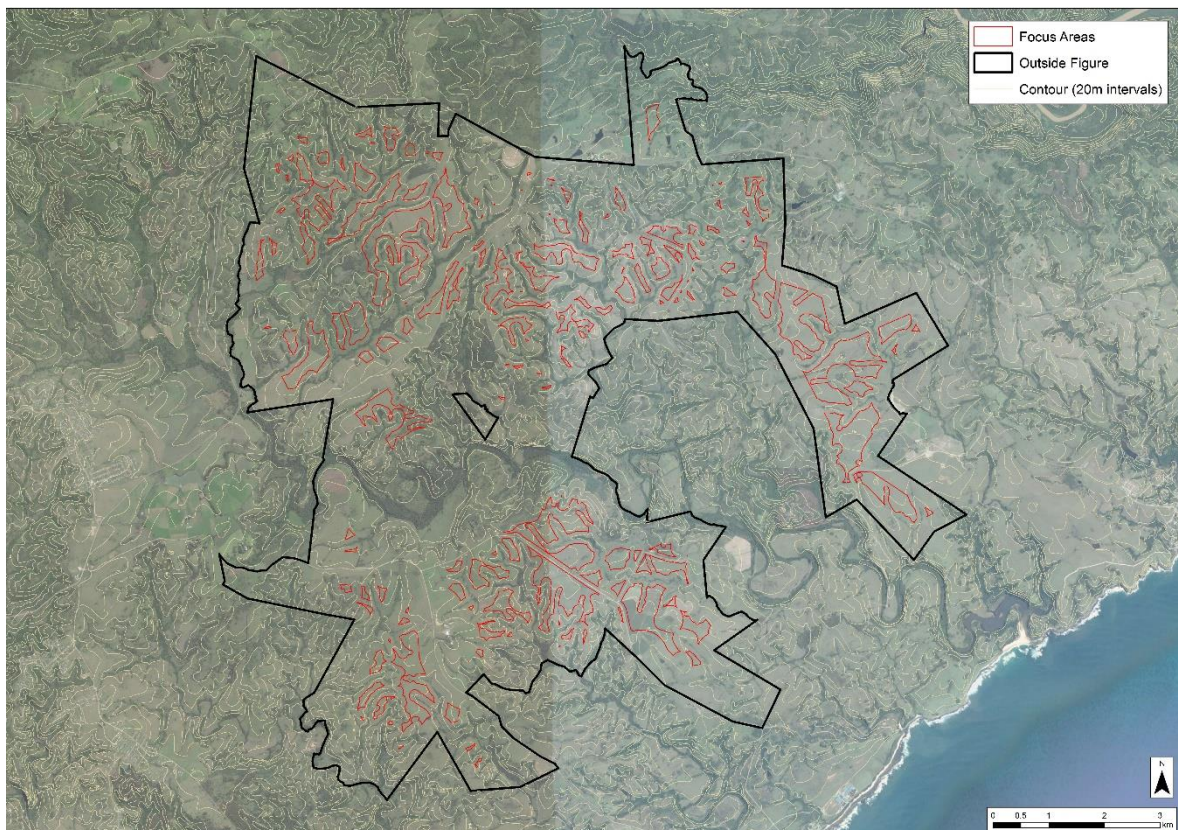 Focus Areas
Outside Figure
Contour (20m intervals)
N
0 0.5 1 2 3
km